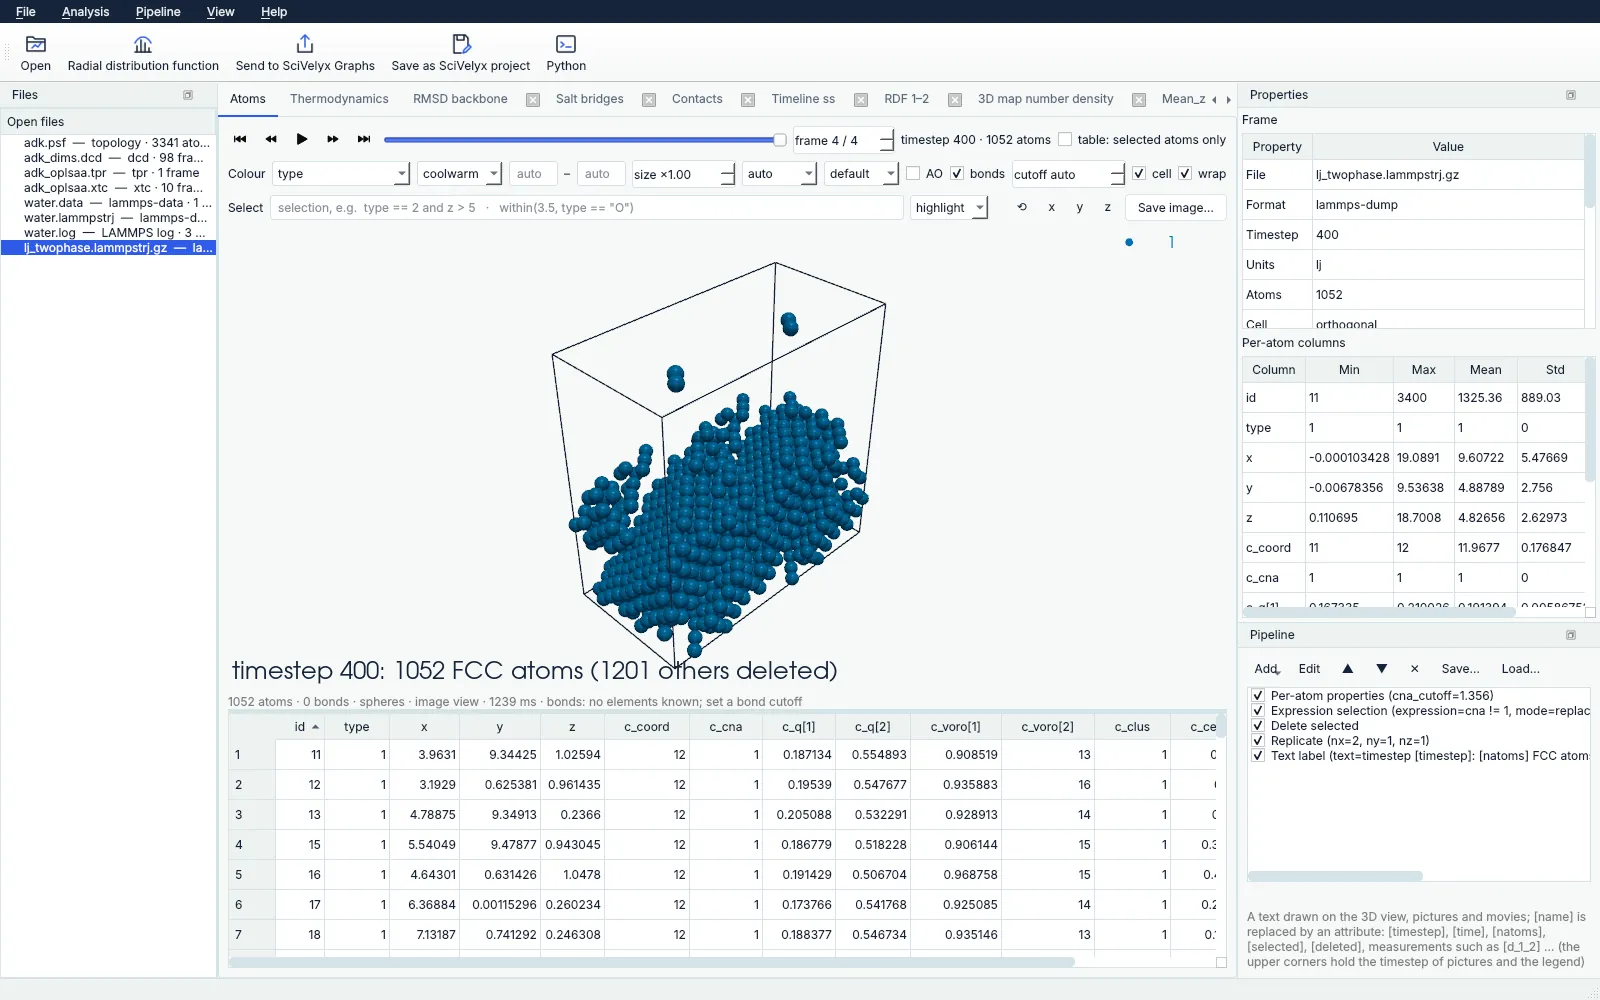 File Analysis Pipeline View Help
Open Radial distribution function Send to SciVelyx Graphs Save as SciVelyx project Python
Files
Open files
adk.psf — topology · 3341 ato...
adk_dims.dcd — dcd · 98 fra...
adk_oplsaa.tpr — tpr · 1 frame
adk_oplsaa.xtc — xtc · 10 fra...
water.data — lammps-data · 1 ...
water.lammpstrj — lammps-d...
water.log — LAMMPS log · 3 ...
lj_twophase.lammpstrj.gz — la...
Atoms Thermodynamics RMSD backbone Salt bridges Contacts Timeline ss RDF 1–2 3D map number density Mean_z
frame 4 / 4 timestep 400 · 1052 atoms table: selected atoms only
Colour type coolwarm auto – auto size ×1.00 auto default AO bonds cutoff auto cell wrap
Select selection, e.g. type == 2 and z > 5 · within(3.5, type == "O") highlight x y z Save image...
1
timestep 400: 1052 FCC atoms (1201 others deleted)
1052 atoms · 0 bonds · spheres · image view · 1239 ms · bonds: no elements known; set a bond cutoff
id type x y z c_coord c_cna c_q[1] c_q[2] c_voro[1] c_voro[2] c_clus c_ce
1 11 1 3.9631 9.34425 1.02594 12 1 0.187134 0.554893 0.908519 13 1
2 12 1 3.1929 0.625381 0.961435 12 1 0.19539 0.547677 0.935883 16 1
3 13 1 4.78875 9.34913 0.2366 12 1 0.205088 0.532291 0.928913 14 1
4 15 1 5.54049 9.47877 0.943045 12 1 0.186779 0.518228 0.906144 15 1 0.3
5 16 1 4.64301 0.631426 1.0478 12 1 0.191429 0.506704 0.968758 15 1
6 17 1 6.36884 0.00115296 0.260234 12 1 0.173766 0.541768 0.925085 14 1 0.2
7 18 1 7.13187 0.741292 0.246308 12 1 0.188377 0.546734 0.935146 13 1
Properties
Frame
Property Value
File lj_twophase.lammpstrj.gz
Format lammps-dump
Timestep 400
Units lj
Atoms 1052
Cell orthogonal
Per-atom columns
Column Min Max Mean Std
id 11 3400 1325.36 889.03
type 1 1 1 0
x -0.000103428 19.0891 9.60722 5.47669
y -0.00678356 9.53638 4.88789 2.756
z 0.110695 18.7008 4.82656 2.62973
c_coord 11 12 11.9677 0.176847
c_cna 1 1 1 0
c_q[1] 0.167335 0.210026 0.191394
Pipeline
Add Edit Save... Load...
Per-atom properties (cna_cutoff=1.356)
Expression selection (expression=cna != 1, mode=replac
Delete selected
Replicate (nx=2, ny=1, nz=1)
Text label (text=timestep [timestep]: [natoms] FCC atom
A text drawn on the 3D view, pictures and movies; [name] is
replaced by an attribute: [timestep], [time], [natoms],
[selected], [deleted], measurements such as [d_1_2] ... (the
upper corners hold the timestep of pictures and the legend)